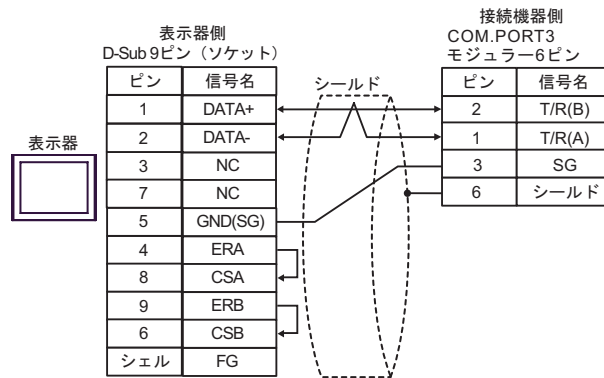 表示器側
D-Sub 9ピン（ソケット）
接続機器側
COM.PORT3
モジュラー6ピン
表示器
シールド
ピン 信号名
1 DATA+
2 DATA-
3 NC
7 NC
5 GND(SG)
4 ERA
8 CSA
9 ERB
6 CSB
シェル FG
ピン 信号名
2 T/R(B)
1 T/R(A)
3 SG
6 シールド